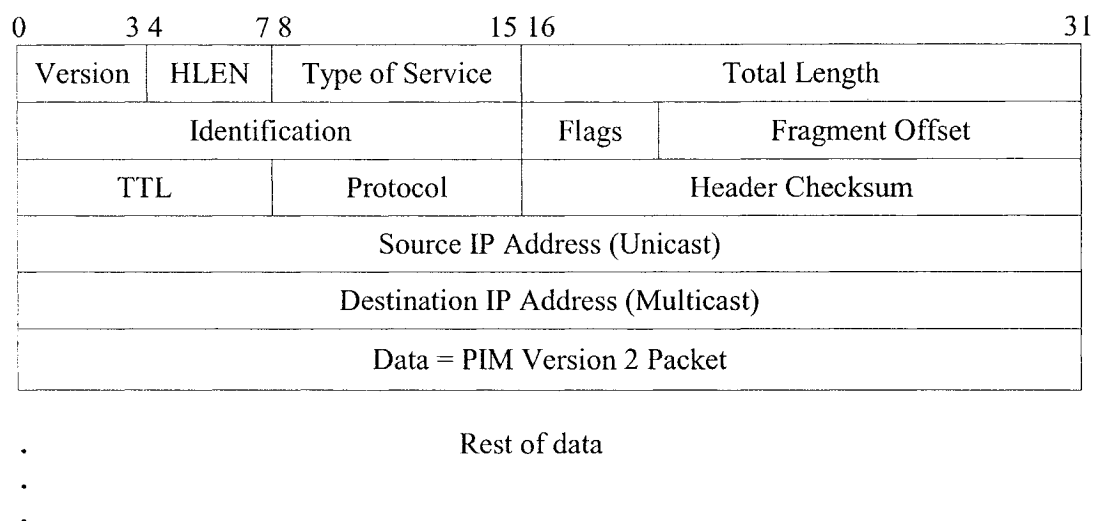 0 3 4 7 8 15 16 31
Version HLEN Type of Service Total Length
Identification Flags Fragment Offset
TTL Protocol Header Checksum
Source IP Address (Unicast)
Destination IP Address (Multicast)
Data = PIM Version 2 Packet
. Rest of data
.
.